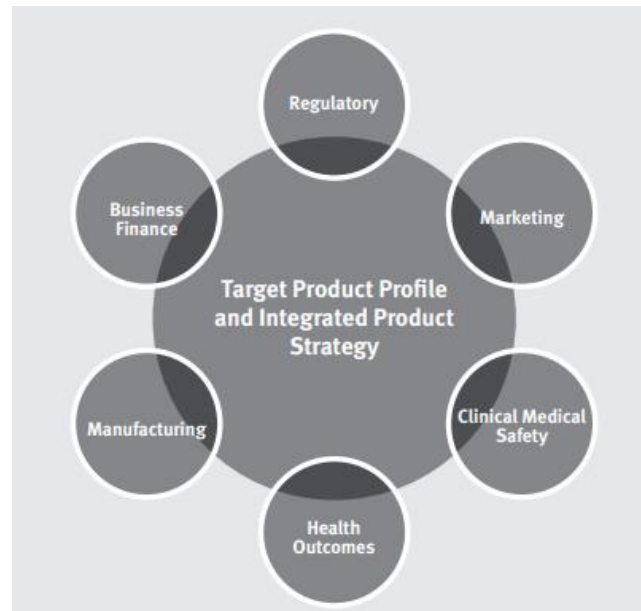 Regulatory
Business
Finance
Marketing
Target Product Profile
and Integrated Product
Strategy
Manufacturing
Clinical Medical
Safety
Health
Outcomes